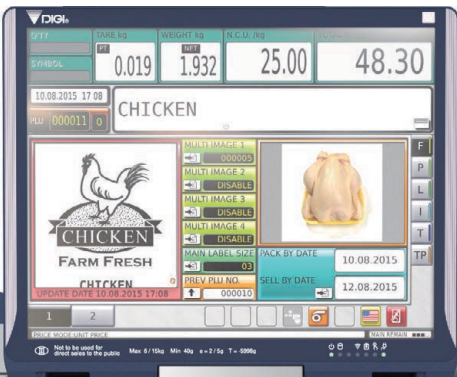 DIGI
Q'TY
TARE kg
WEIGHT kg
N.C.U. /kg
PT
NET
0.019
1.932
25.00
48.30
SYMBOL
10.08.2015 17 08
CHICKEN
PLU 000011 0
MULTI IMAGE 1
000005
MULTI IMAGE 2
DISABLE
MULTI IMAGE 3
DISABLE
MULTI IMAGE 4
DISABLE
MAIN LABEL SIZE
03
PREV PLU NO.
000010
CHICKEN
FARM FRESH
CHICKEN
UPDATE DATE 10.08.2015 17:08
PACK BY DATE
10.08.2015
SELL BY DATE
12.08.2015
F
P
L
I
T
TP
1 2
PRICE MODE:UNIT PRICE
MAIN REMAIN
Not to be used for
direct sales to the public
Max 6 / 15kg Min 40g e = 2 / 5g T = -5998g